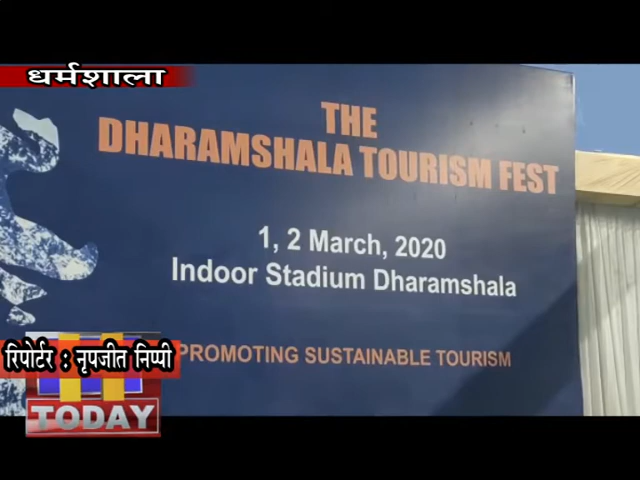 धर्मशाला
THE
DHARAMSHALA TOURISM FEST
1, 2 March, 2020
Indoor Stadium Dharamshala
PROMOTING SUSTAINABLE TOURISM
रिपोर्टर : नृपजीत निप्पी
TODAY